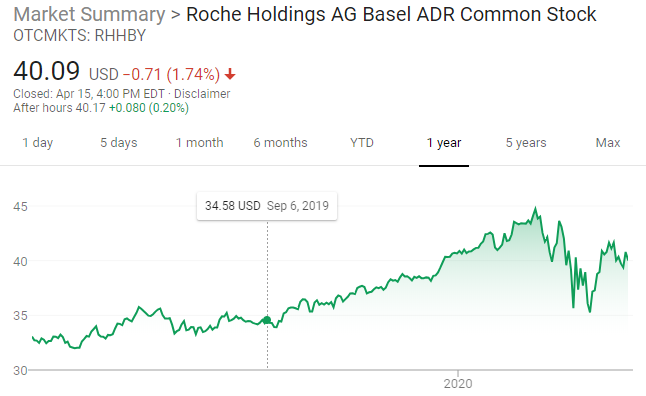 Market Summary > Roche Holdings AG Basel ADR Common Stock
OTCMKTS: RHHBY
40.09 USD −0.71 (1.74%)
Closed: Apr 15, 4:00 PM EDT · Disclaimer
After hours 40.17 +0.080 (0.20%)
1 day 5 days 1 month 6 months YTD 1 year 5 years Max
34.58 USD Sep 6, 2019
45
40
35
30
2020